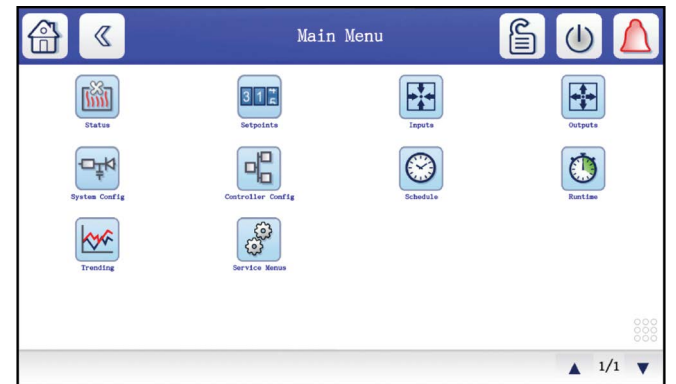 Main Menu
Status
Setpoints
Inputs
Outputs
System Config
Controller Config
Schedule
Runtime
Trending
Service Menus
1/1